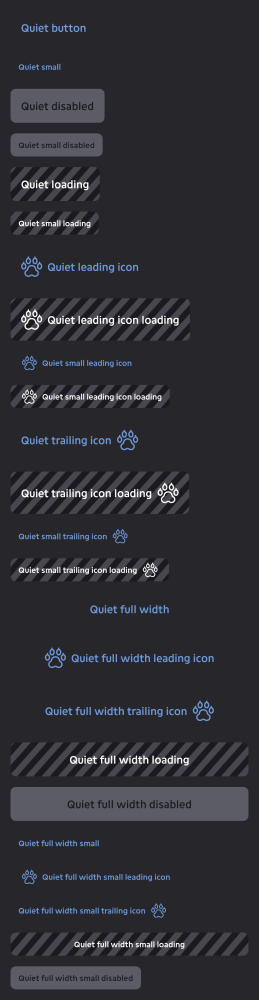 Quiet button
Quiet small
Quiet disabled
Quiet small disabled
Quiet loading
Quiet small loading
Quiet leading icon
Quiet leading icon loading
Quiet small leading icon
Quiet small leading icon loading
Quiet trailing icon
Quiet trailing icon loading
Quiet small trailing icon
Quiet small trailing icon loading
Quiet full width
Quiet full width leading icon
Quiet full width trailing icon
Quiet full width loading
Quiet full width disabled
Quiet full width small
Quiet full width small leading icon
Quiet full width small trailing icon
Quiet full width small loading
Quiet full width small disabled